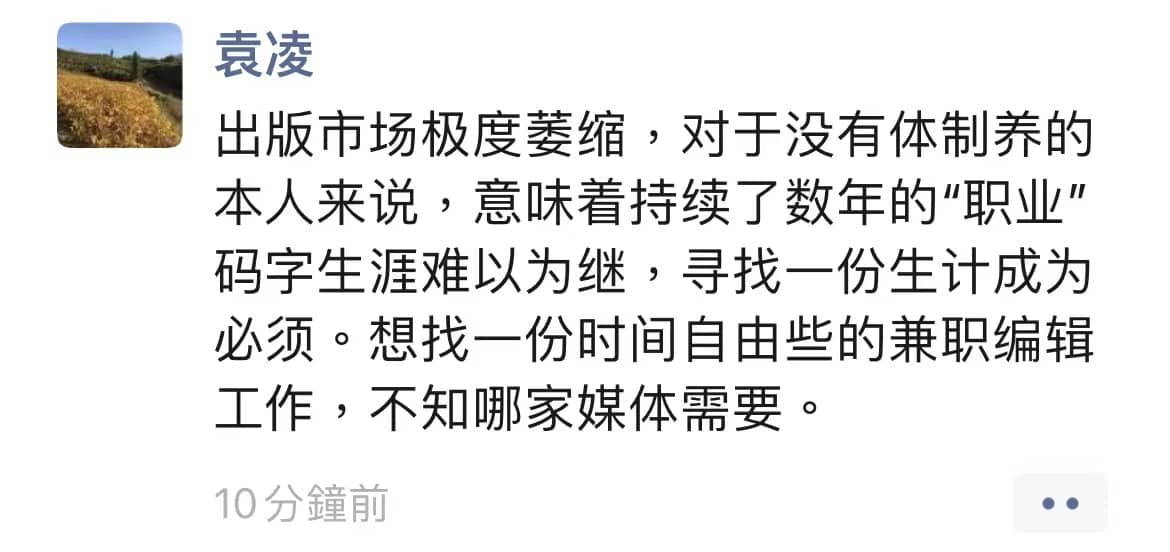 袁凌
出版市场极度萎缩，对于没有体制养的
本人来说，意味着持续了数年的“职业”
码字生涯难以为继，寻找一份生计成为
必须。想找一份时间自由些的兼职编辑
工作，不知哪家媒体需要。
10分鐘前